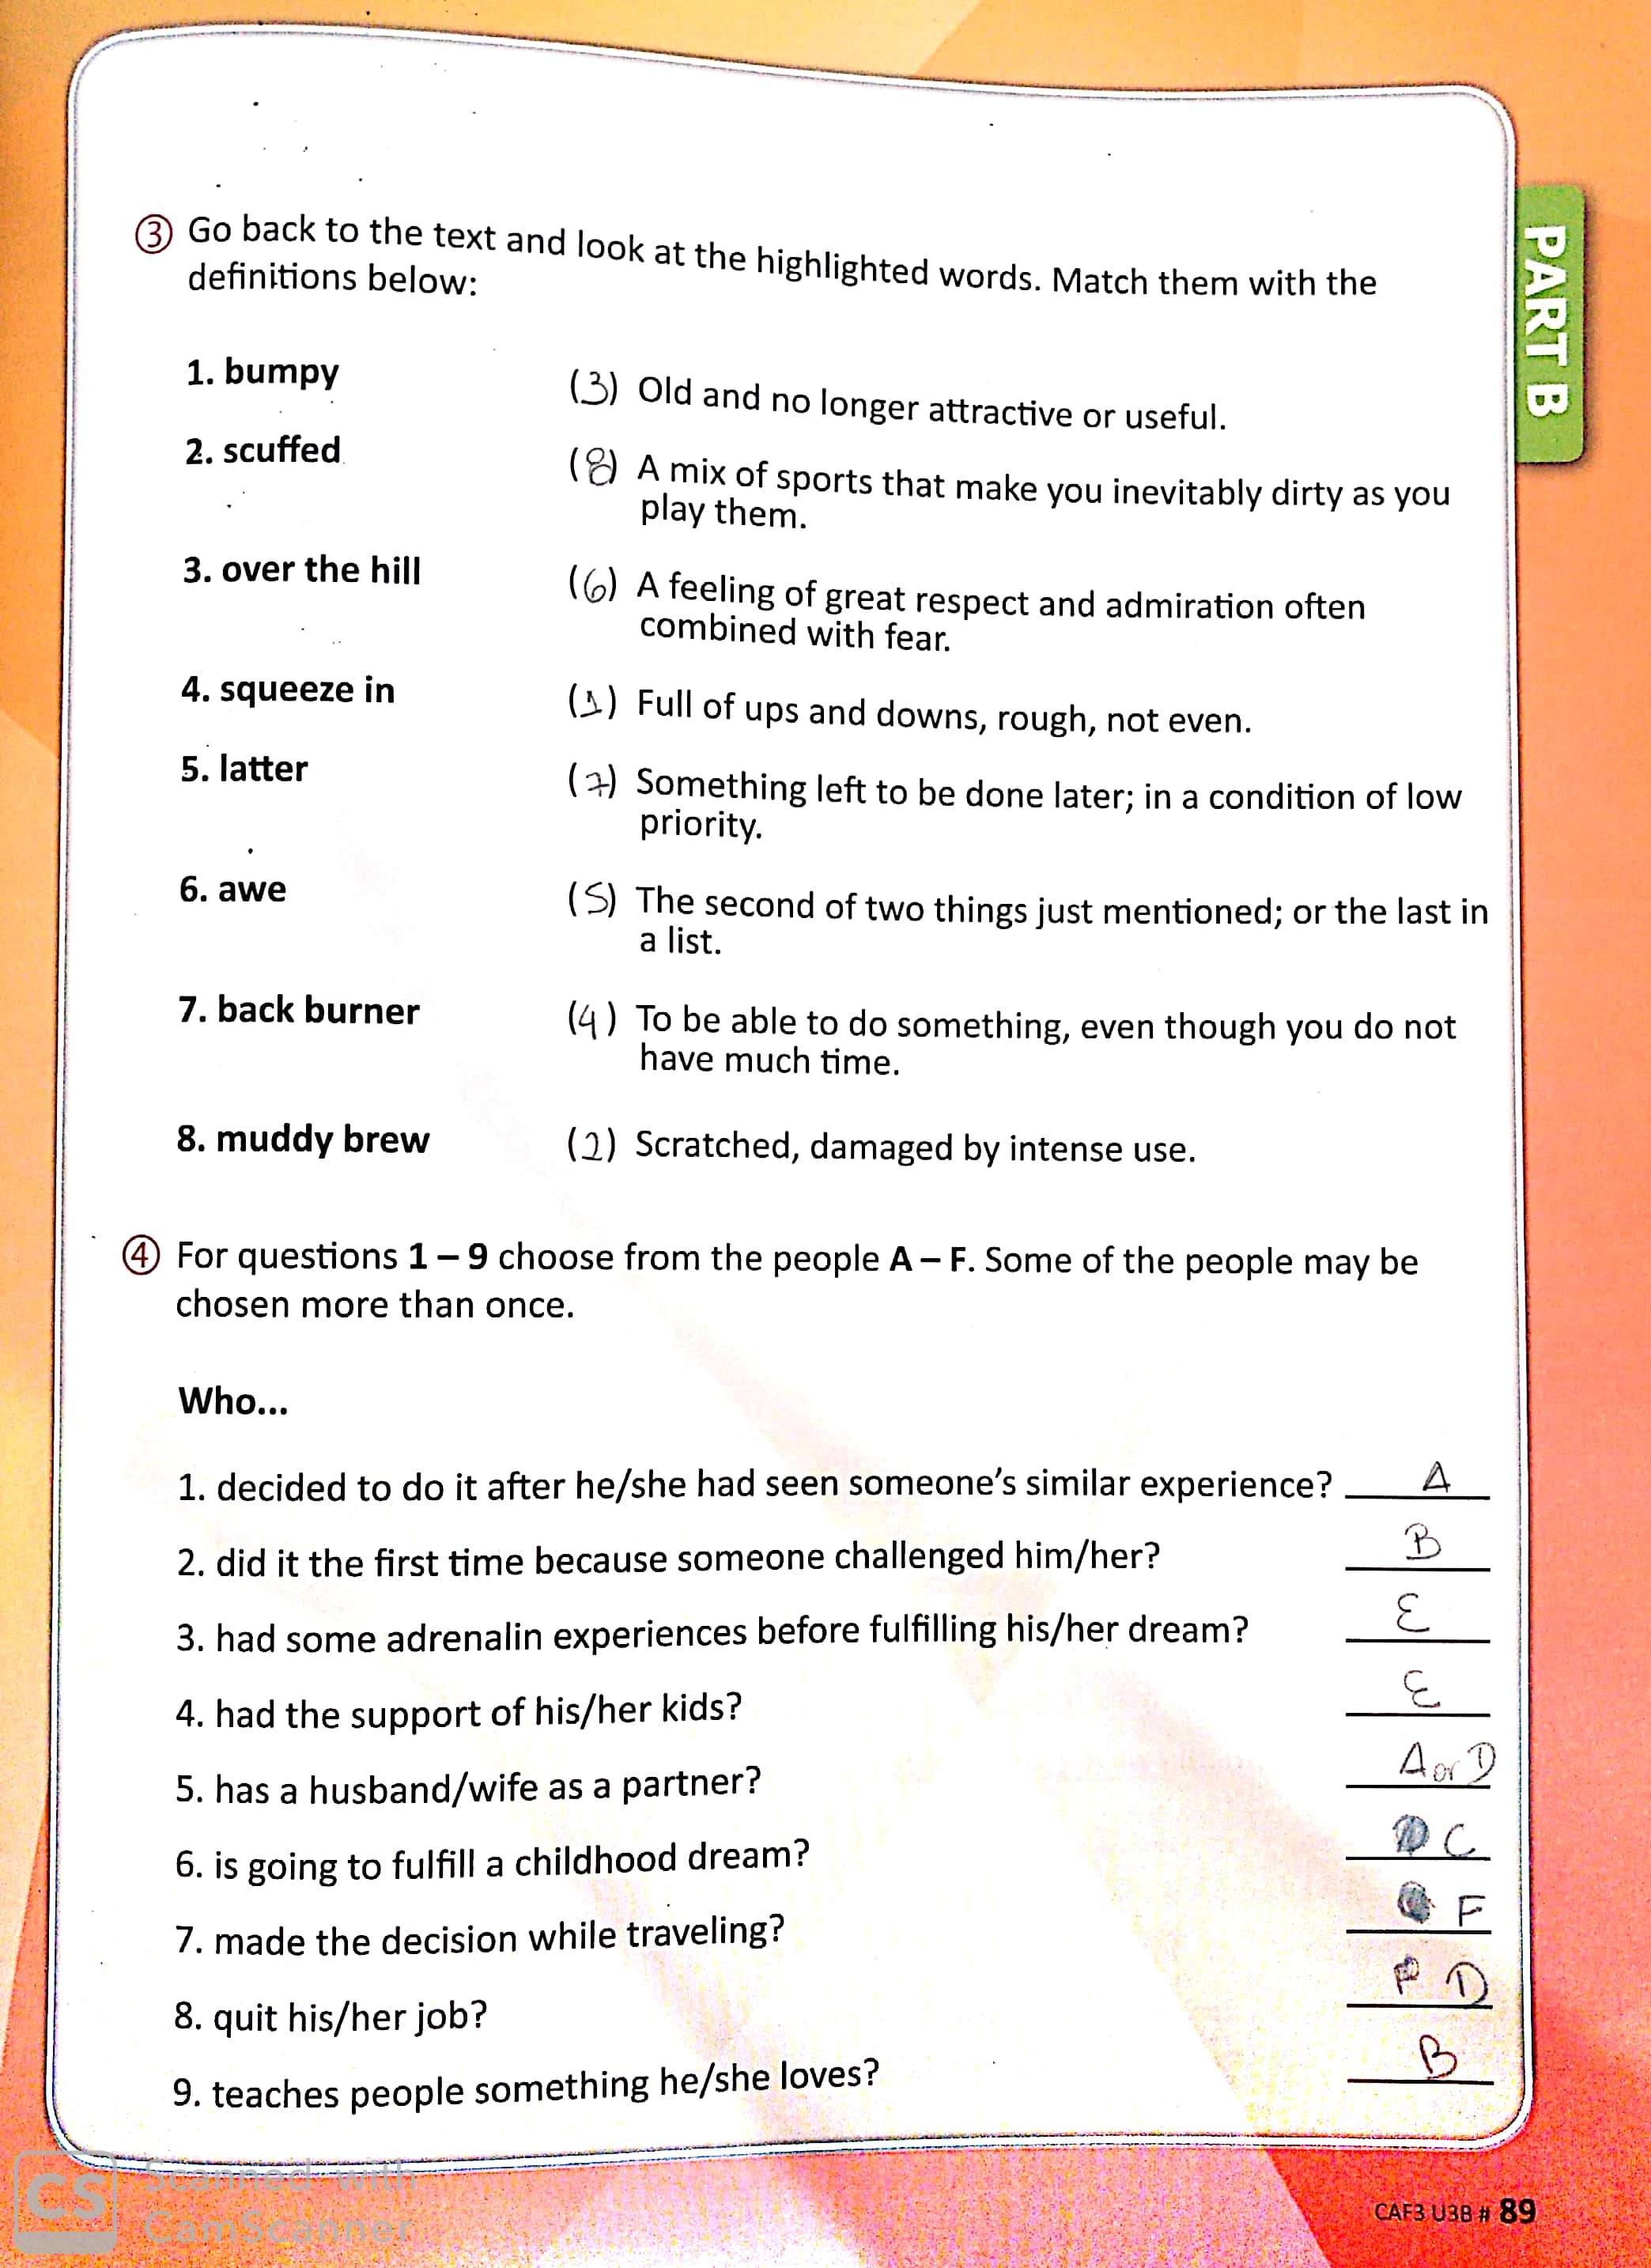 PART B
③ Go back to the text and look at the highlighted words. Match them with the
definitions below:
1. bumpy
(3) Old and no longer attractive or useful.
2. scuffed
(8) A mix of sports that make you inevitably dirty as you
play them.
3. over the hill
(6) A feeling of great respect and admiration often
combined with fear.
4. squeeze in
(1) Full of ups and downs, rough, not even.
5. latter
(7) Something left to be done later; in a condition of low
priority.
6. awe
(5) The second of two things just mentioned; or the last in
a list.
7. back burner
(4) To be able to do something, even though you do not
have much time.
8. muddy brew
(2) Scratched, damaged by intense use.
④ For questions 1 – 9 choose from the people A – F. Some of the people may be
chosen more than once.
Who...
1. decided to do it after he/she had seen someone's similar experience? A
2. did it the first time because someone challenged him/her? B
3. had some adrenalin experiences before fulfilling his/her dream? E
4. had the support of his/her kids? E
5. has a husband/wife as a partner? A or D
6. is going to fulfill a childhood dream? C
7. made the decision while traveling? F
8. quit his/her job? D
9. teaches people something he/she loves? B
CS Scanned with
CamScanner
CAF3 U3B # 89